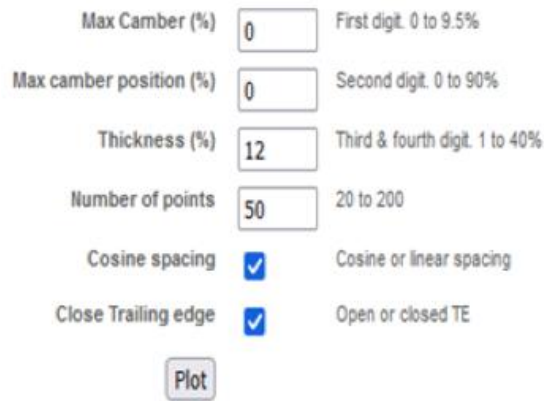 Max Camber (%) 0 First digit. 0 to 9.5%
Max camber position (%) 0 Second digit. 0 to 90%
Thickness (%) 12 Third & fourth digit. 1 to 40%
Number of points 50 20 to 200
Cosine spacing Cosine or linear spacing
Close Trailing edge Open or closed TE
Plot